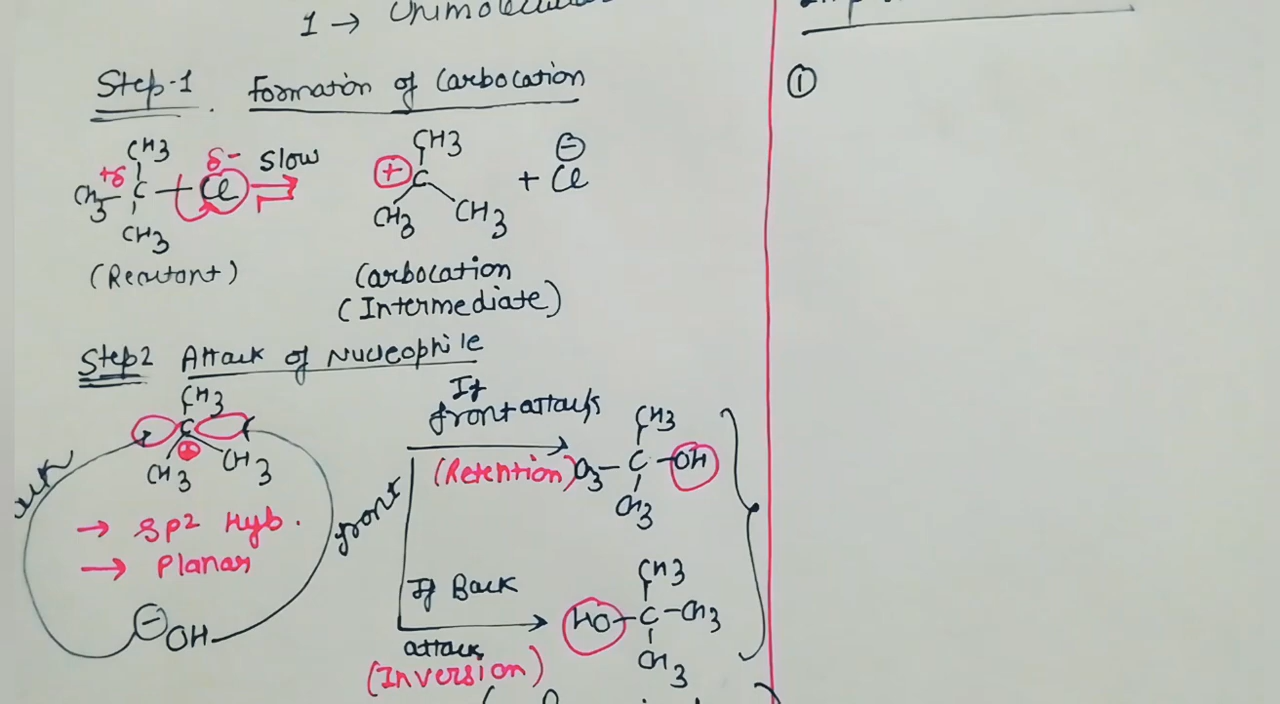 1 → Unimolecular
Step-1. Formation of Carbocation
CH3
+δ δ- Slow
CH3 - C - Cl
CH3
(Reactant)
CH3
+ C + Cl ⊖
CH3 CH3
Carbocation
(Intermediate)
Step2 Attack of Nucleophile
CH3
C
⊕
CH3 CH3
→ SP2 Hyb.
→ Planar
⊖OH
front
If
front attacks
(Retention)
CH3
C-OH
CH3
If Back
attack
(Inversion)
CH3
HO-C-CH3
CH3
①